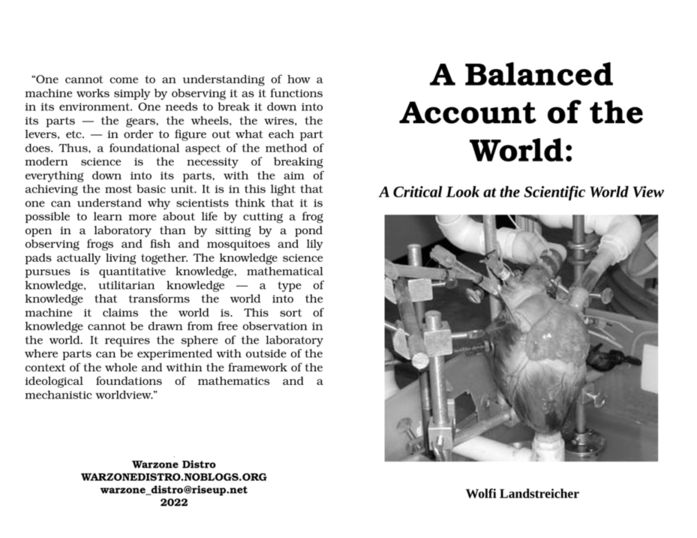 “One cannot come to an understanding of how a
machine works simply by observing it as it functions
in its environment. One needs to break it down into
its parts — the gears, the wheels, the wires, the
levers, etc. — in order to figure out what each part
does. Thus, a foundational aspect of the method of
modern science is the necessity of breaking
everything down into its parts, with the aim of
achieving the most basic unit. It is in this light that
one can understand why scientists think that it is
possible to learn more about life by cutting a frog
open in a laboratory than by sitting by a pond
observing frogs and fish and mosquitoes and lily
pads actually living together. The knowledge science
pursues is quantitative knowledge, mathematical
knowledge, utilitarian knowledge — a type of
knowledge that transforms the world into the
machine it claims the world is. This sort of
knowledge cannot be drawn from free observation in
the world. It requires the sphere of the laboratory
where parts can be experimented with outside of the
context of the whole and within the framework of the
ideological foundations of mathematics and a
mechanistic worldview.”
Warzone Distro
WARZONEDISTRO.NOBLOGS.ORG
warzone_distro@riseup.net
2022
A Balanced
Account of the
World:
A Critical Look at the Scientific World View
Wolfi Landstreicher